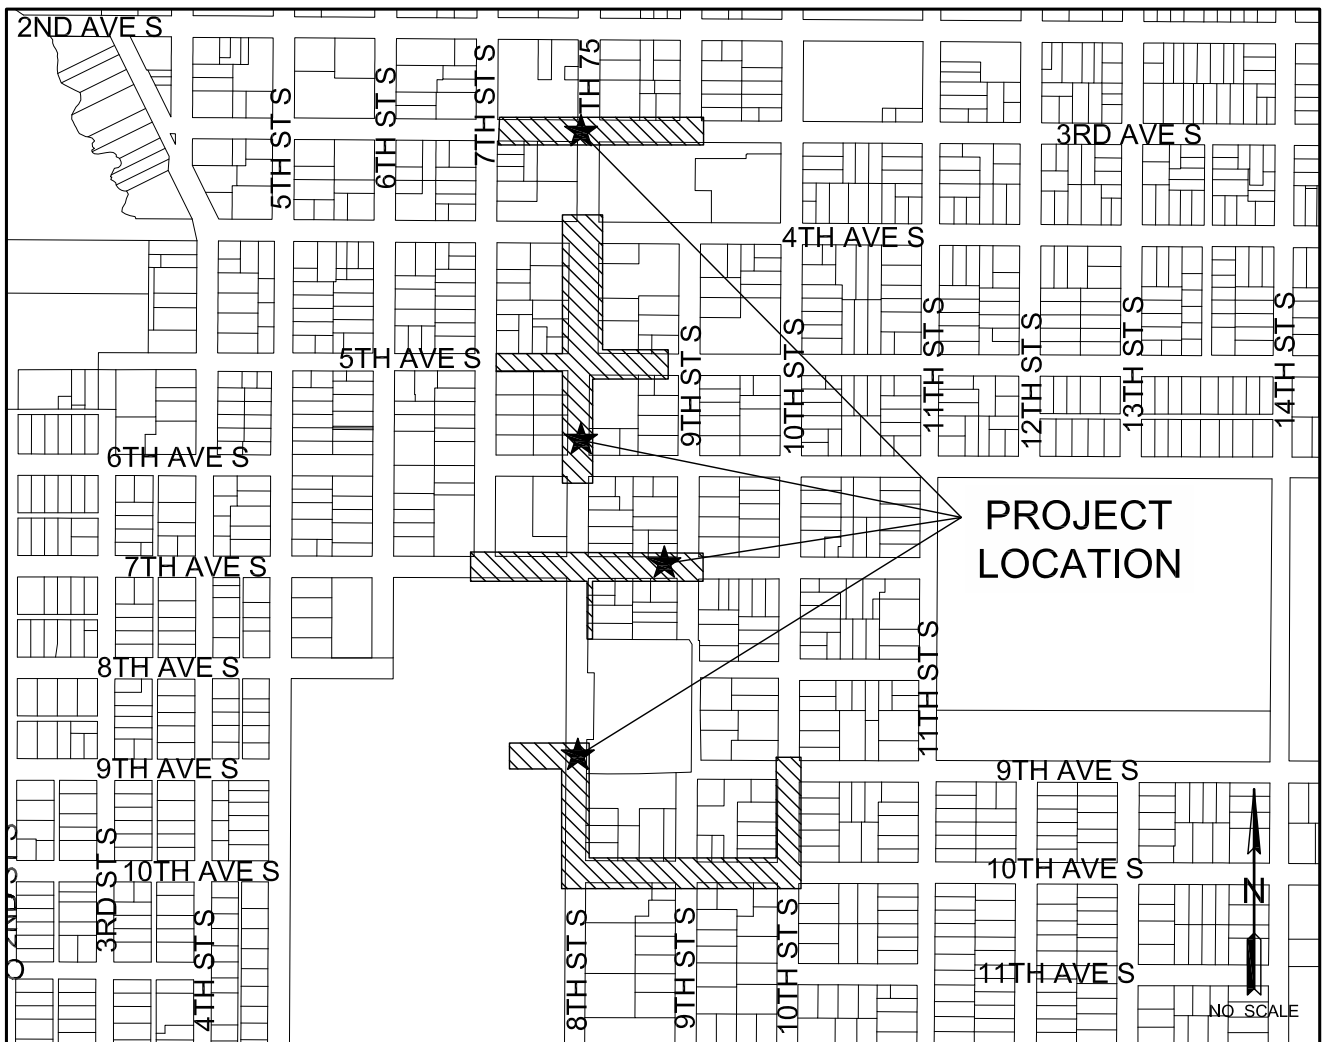 2ND AVE S
5TH ST S
6TH ST S
7TH ST S
TH 75
3RD AVE S
4TH AVE S
5TH AVE S
9TH ST S
10TH ST S
11TH ST S
12TH ST S
13TH ST S
14TH ST S
6TH AVE S
PROJECT
LOCATION
7TH AVE S
8TH AVE S
11TH ST S
9TH AVE S
9TH AVE S
2ND ST S
3RD ST S
10TH AVE S
10TH AVE S
4TH ST S
8TH ST S
9TH ST S
10TH ST S
11TH AVE S
N
NO SCALE